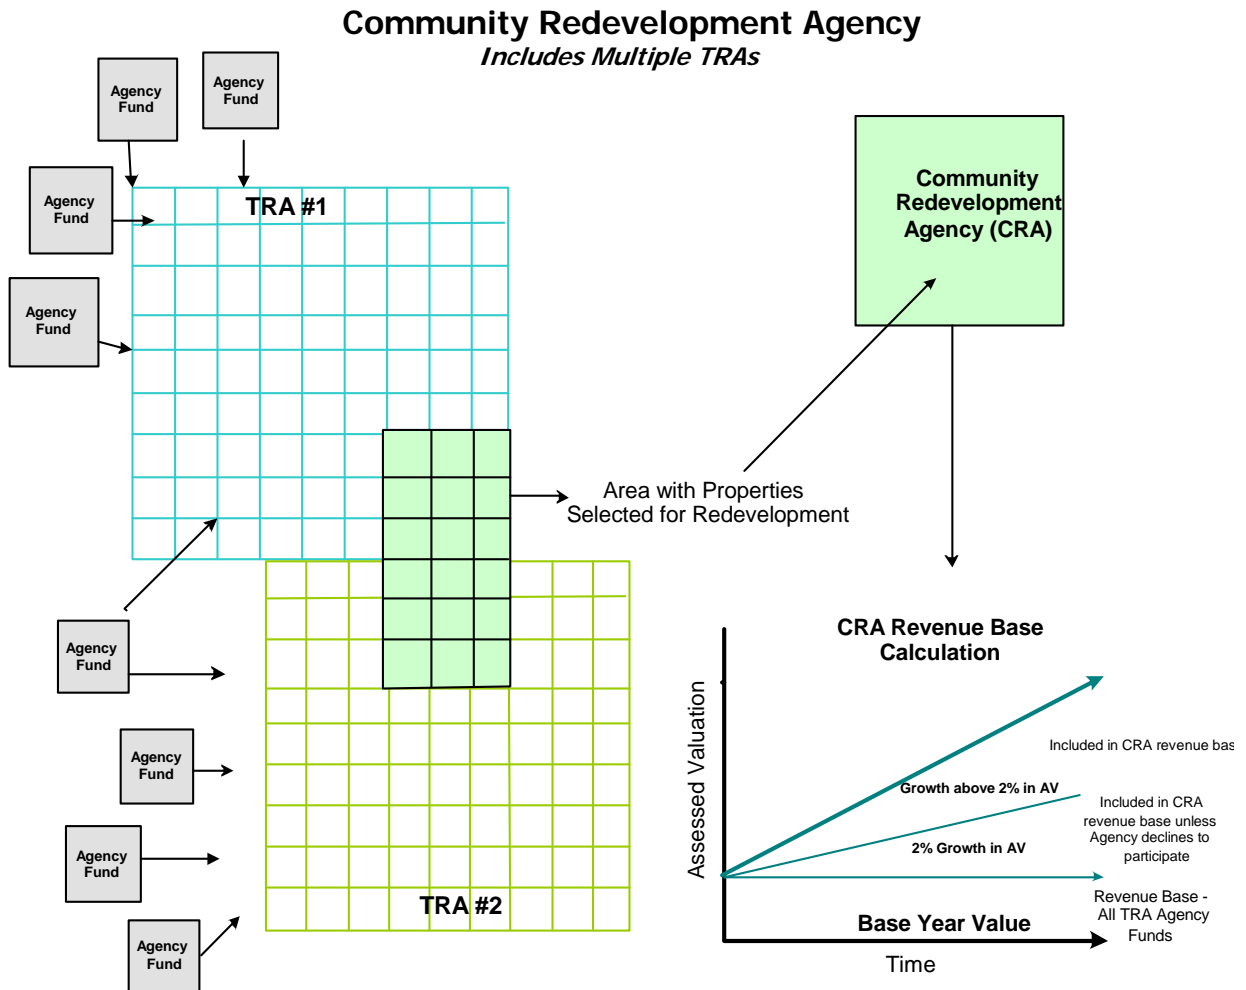 Community Redevelopment Agency
Includes Multiple TRAs
Agency
Fund
Agency
Fund
Agency
Fund
Agency
Fund
TRA #1
Community
Redevelopment
Agency (CRA)
Area with Properties
Selected for Redevelopment
Agency
Fund
Agency
Fund
Agency
Fund
Agency
Fund
TRA #2
CRA Revenue Base
Calculation
Assessed Valuation
Included in CRA revenue bas
Growth above 2% in AV
Included in CRA
revenue base unless
Agency declines to
participate
2% Growth in AV
Revenue Base -
All TRA Agency
Funds
Base Year Value
Time